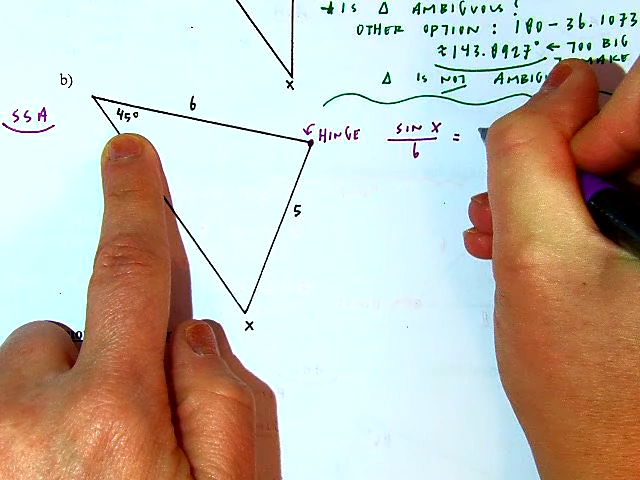 X
* IS Δ AMBIGUOUS?
OTHER OPTION: 180-36.1073
≈143.8927° ← TOO BIG
MAKE
Δ IS NOT
b)
SSA
45°
6
HINGE
5
X
SIN X
6
=